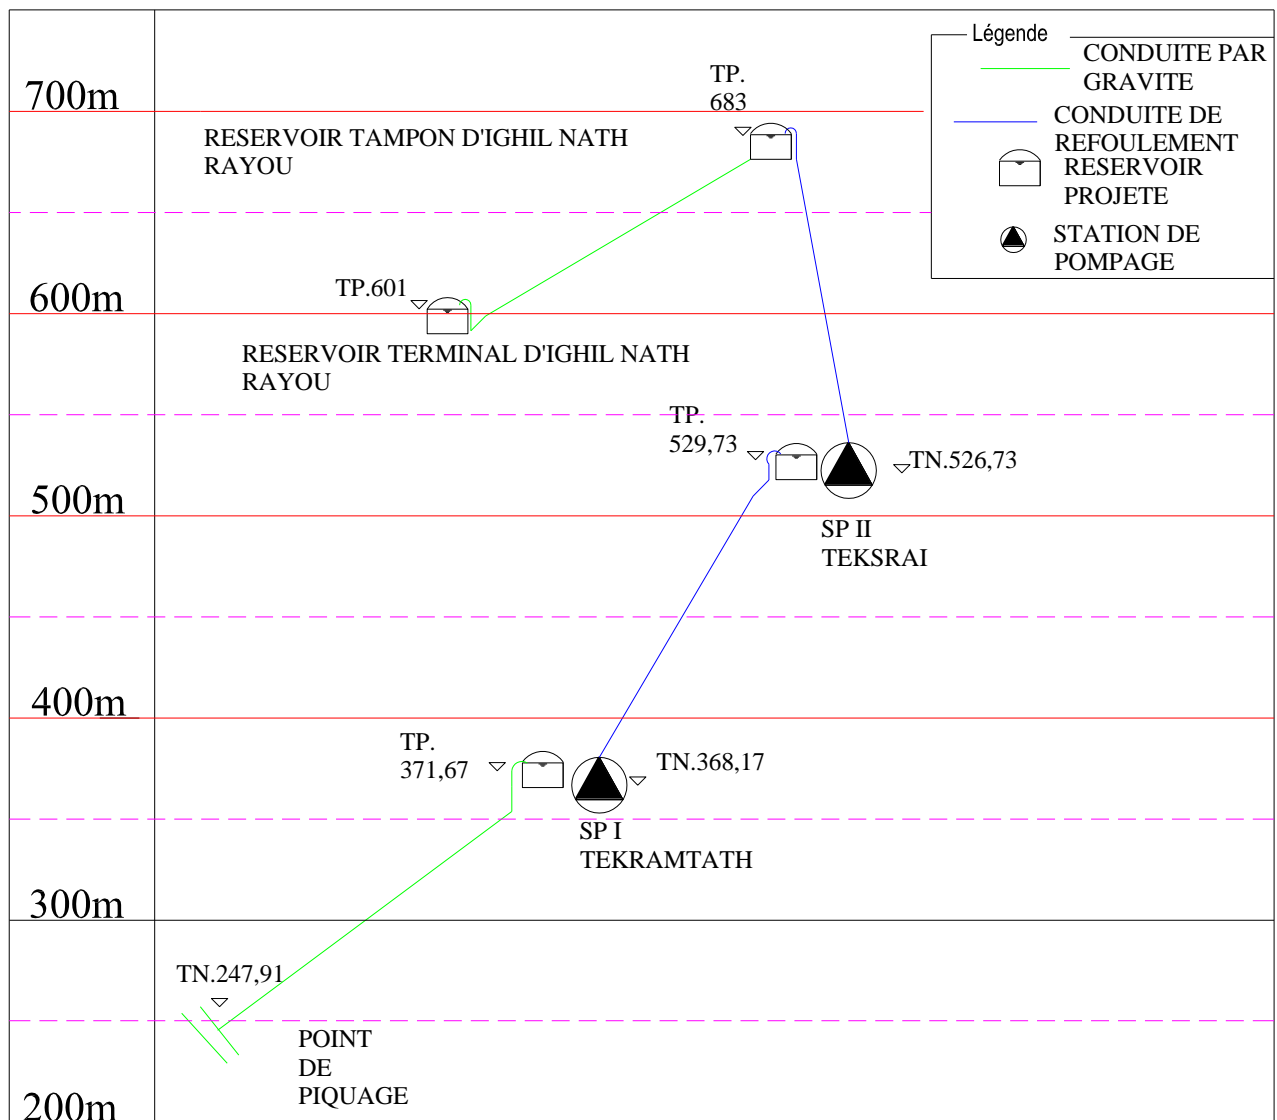 Légende
CONDUITE PAR
GRAVITE
CONDUITE DE
REFOULEMENT
RESERVOIR
PROJETE
STATION DE
POMPAGE
700m
TP.
683
RESERVOIR TAMPON D'IGHIL NATH
RAYOU
TP.601
600m
RESERVOIR TERMINAL D'IGHIL NATH
RAYOU
TP.
529,73
TN.526,73
500m
SP II
TEKSRAI
400m
TP.
371,67
TN.368,17
SP I
TEKRAMTATH
300m
TN.247,91
POINT
DE
PIQUAGE
200m